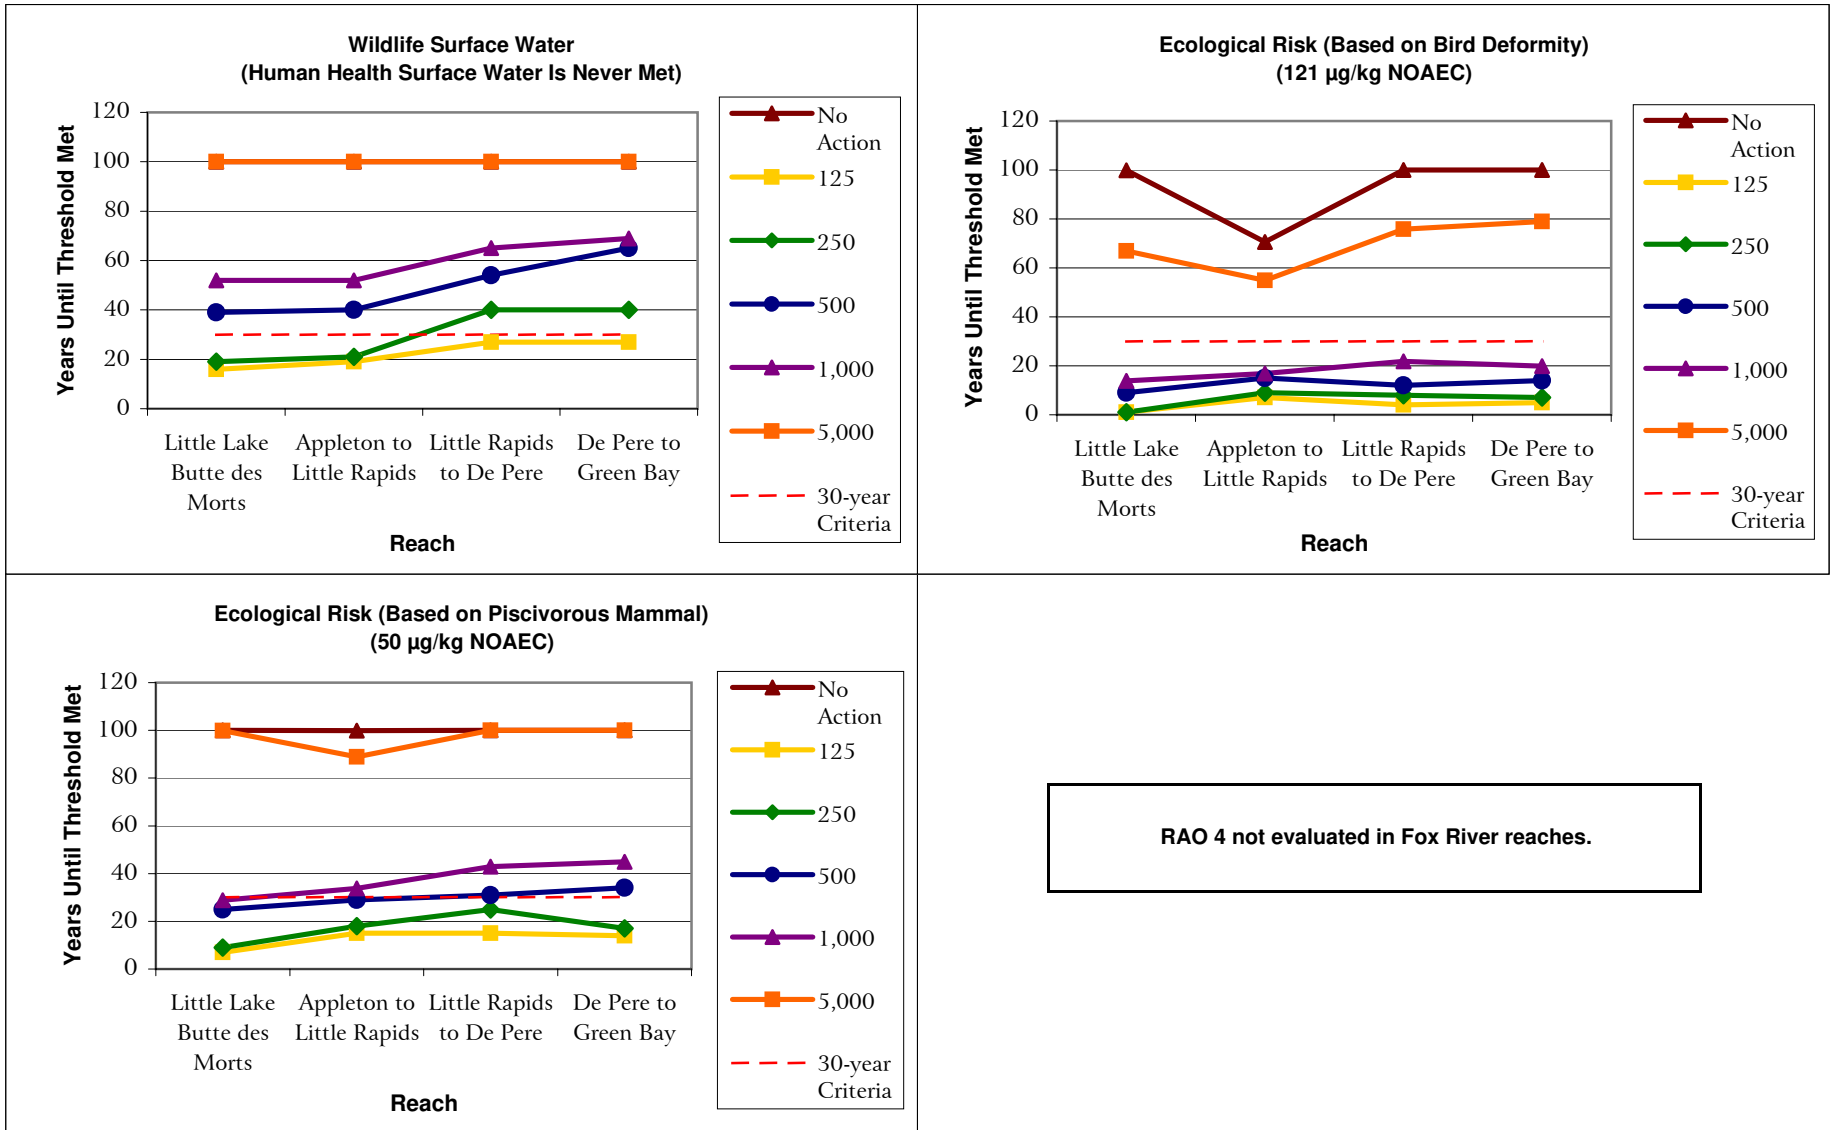 Wildlife Surface Water
(Human Health Surface Water Is Never Met)
Years Until Threshold Met
120
100
80
60
40
20
0
Little Lake
Butte des
Morts
Appleton to
Little Rapids
Little Rapids
to De Pere
De Pere to
Green Bay
Reach
No
Action
125
250
500
1,000
5,000
30-year
Criteria
Ecological Risk (Based on Bird Deformity)
(121 µg/kg NOAEC)
Years Until Threshold Met
120
100
80
60
40
20
0
Little Lake
Butte des
Morts
Appleton to
Little Rapids
Little Rapids
to De Pere
De Pere to
Green Bay
Reach
No
Action
125
250
500
1,000
5,000
30-year
Criteria
Ecological Risk (Based on Piscivorous Mammal)
(50 µg/kg NOAEC)
Years Until Threshold Met
120
100
80
60
40
20
0
Little Lake
Butte des
Morts
Appleton to
Little Rapids
Little Rapids
to De Pere
De Pere to
Green Bay
Reach
No
Action
125
250
500
1,000
5,000
30-year
Criteria
RAO 4 not evaluated in Fox River reaches.